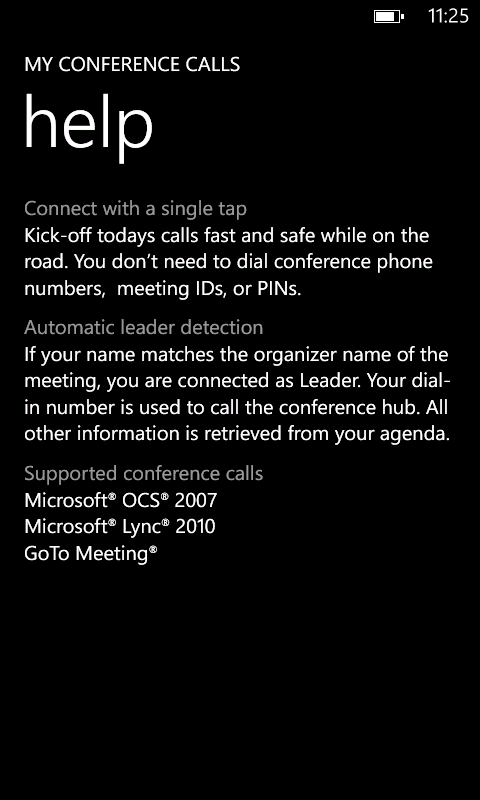 11:25
MY CONFERENCE CALLS
help
Connect with a single tap
Kick-off todays calls fast and safe while on the
road. You don't need to dial conference phone
numbers,  meeting IDs, or PINs.
Automatic leader detection
If your name matches the organizer name of the
meeting, you are connected as Leader. Your dial-
in number is used to call the conference hub. All
other information is retrieved from your agenda.
Supported conference calls
Microsoft® OCS® 2007
Microsoft® Lync® 2010
GoTo Meeting®